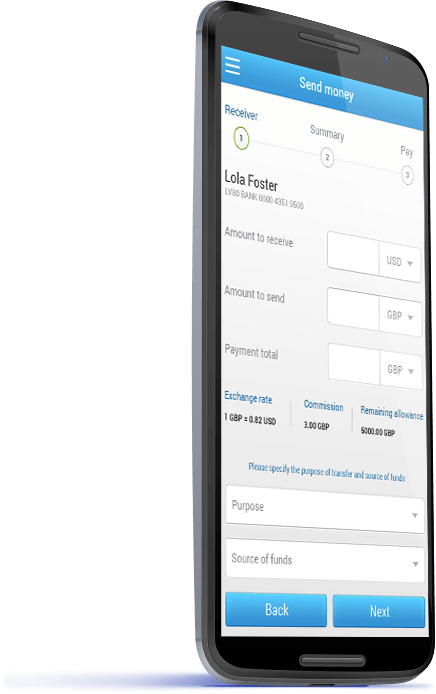 Send money
Receiver
Summary
Pay
1
2
3
Lola Foster
LV80 BANK 0000 4351 9500
Amount to receive
USD
Amount to send
GBP
Payment total
GBP
Exchange rate
Commission
Remaining allowance
1 GBP = 0.82 USD
3.00 GBP
5000.00 GBP
Please specify the purpose of transfer and source of funds
Purpose
Source of funds
Back
Next